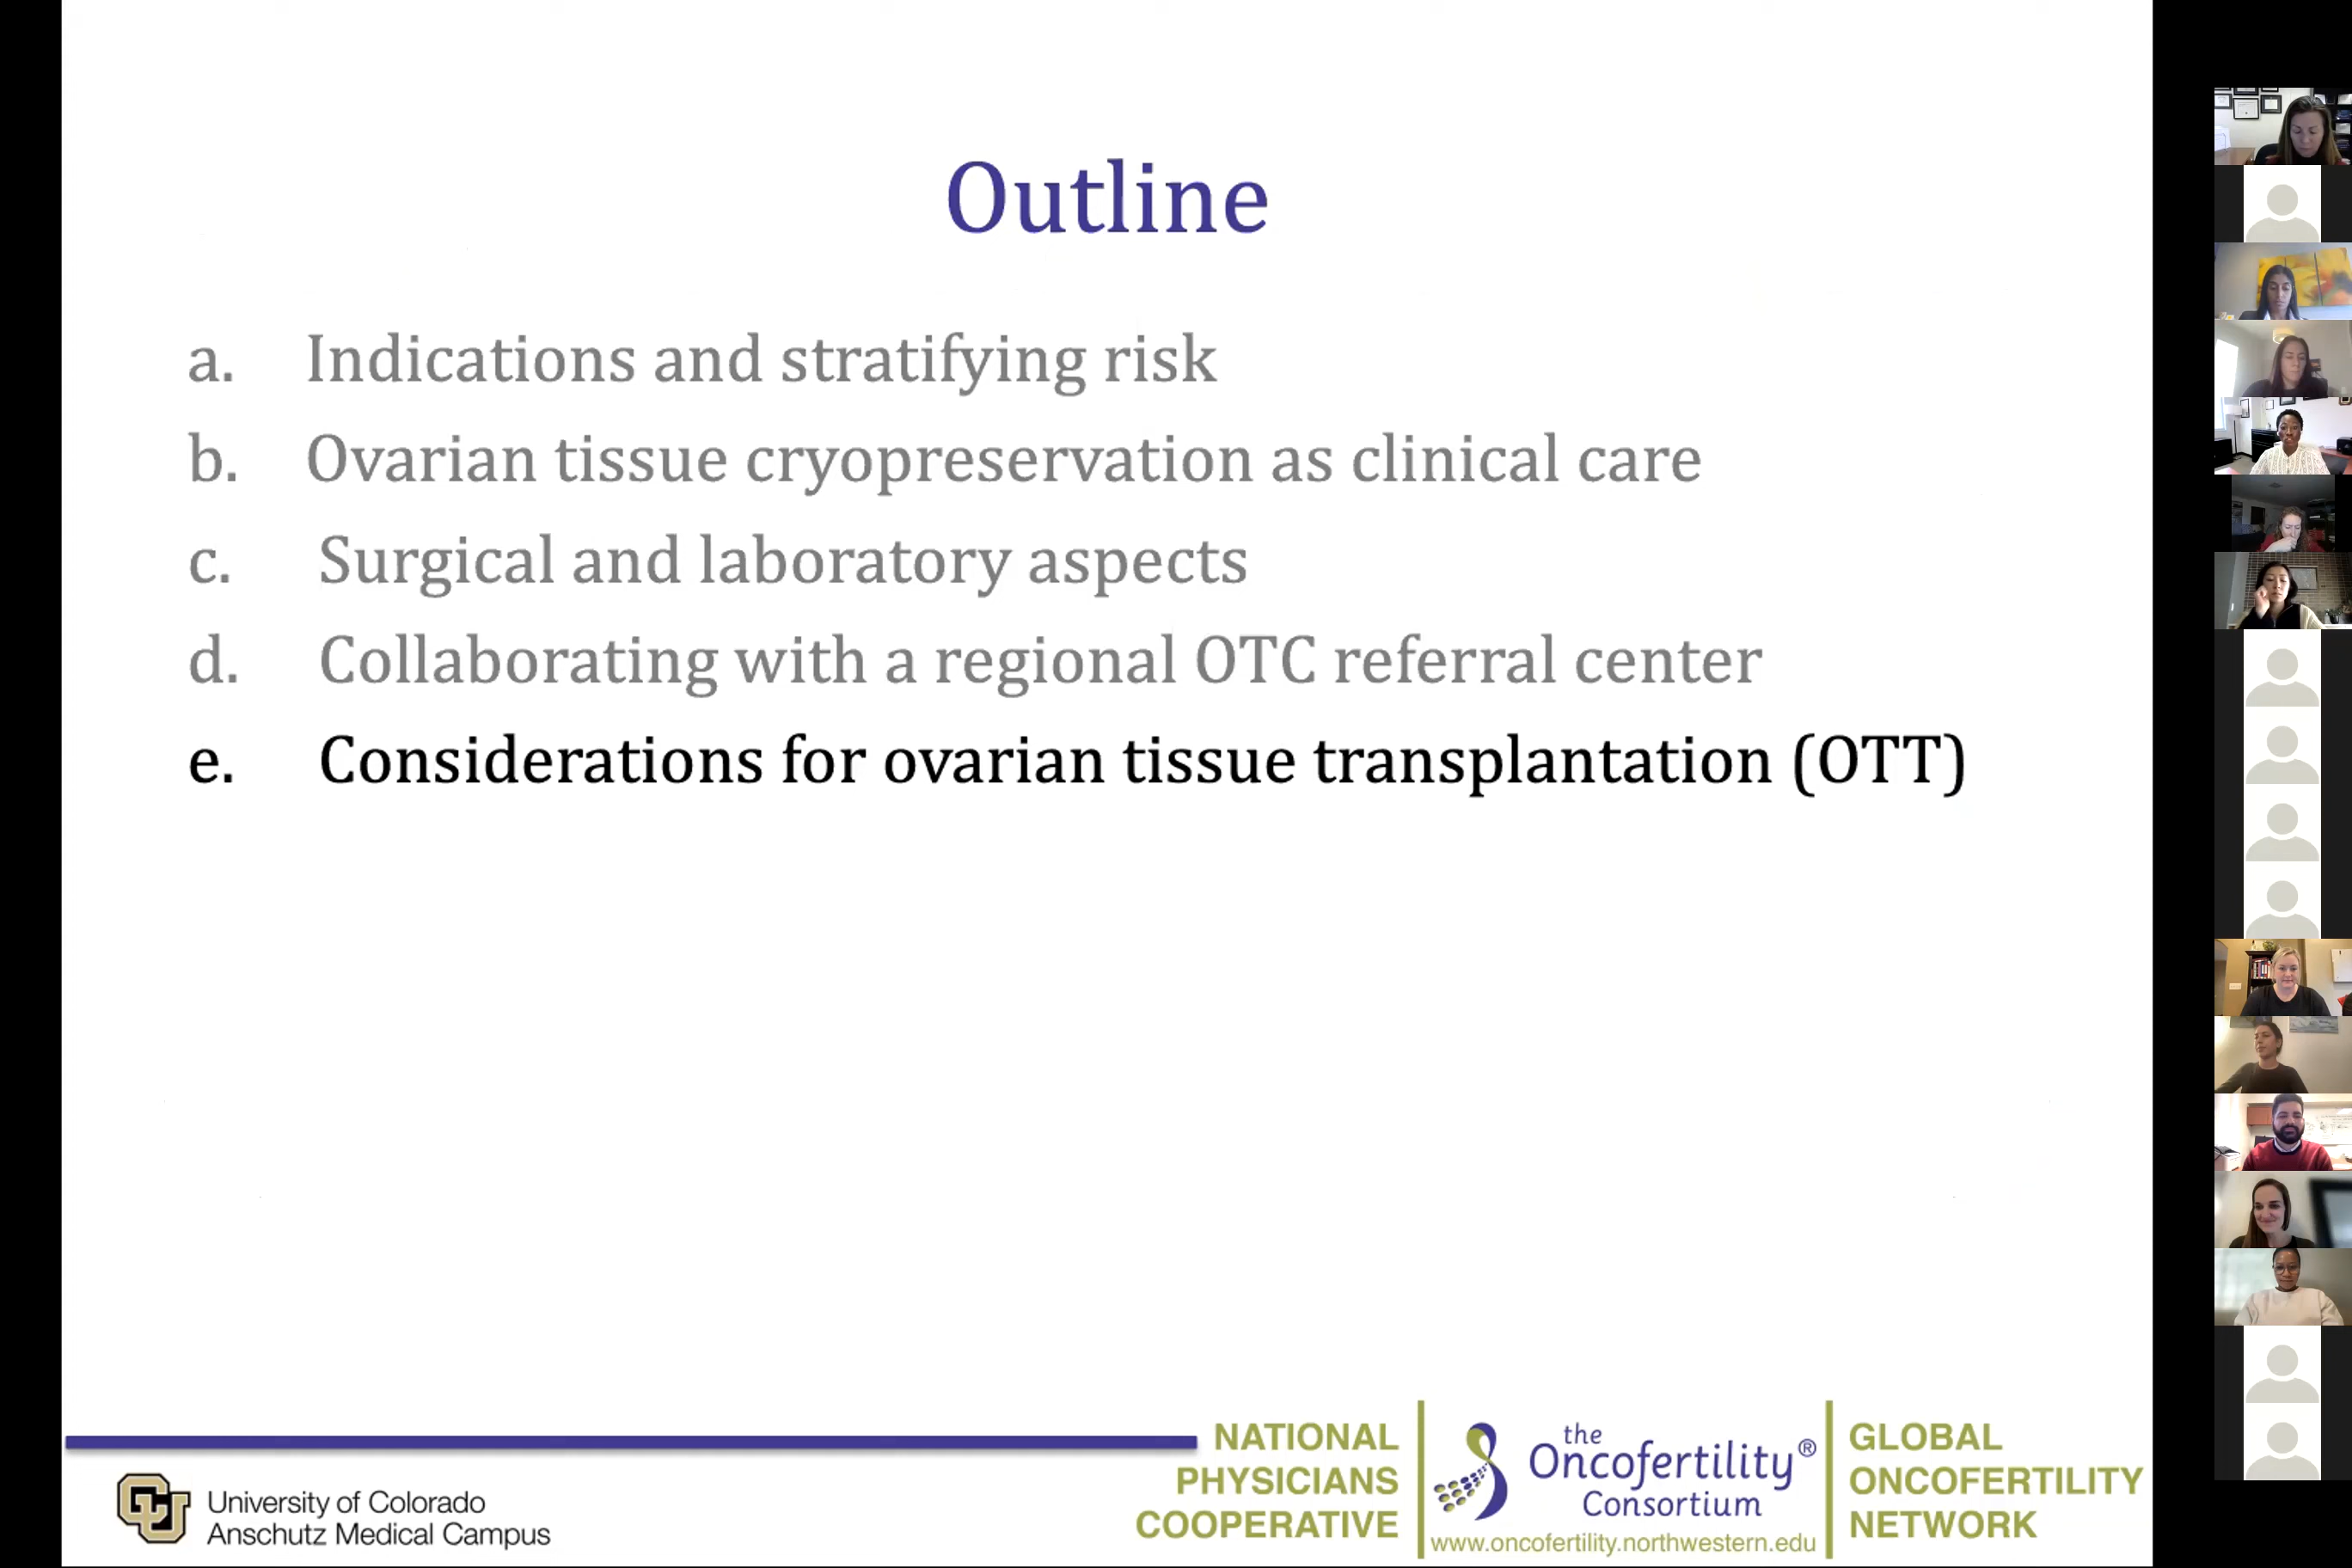 Outline
a. Indications and stratifying risk
b. Ovarian tissue cryopreservation as clinical care
c. Surgical and laboratory aspects
d. Collaborating with a regional OTC referral center
e. Considerations for ovarian tissue transplantation (OTT)
University of Colorado
Anschutz Medical Campus
NATIONAL
PHYSICIANS
COOPERATIVE
the
Oncofertility®
Consortium
www.oncofertility.northwestern.edu
GLOBAL
ONCOFERTILITY
NETWORK